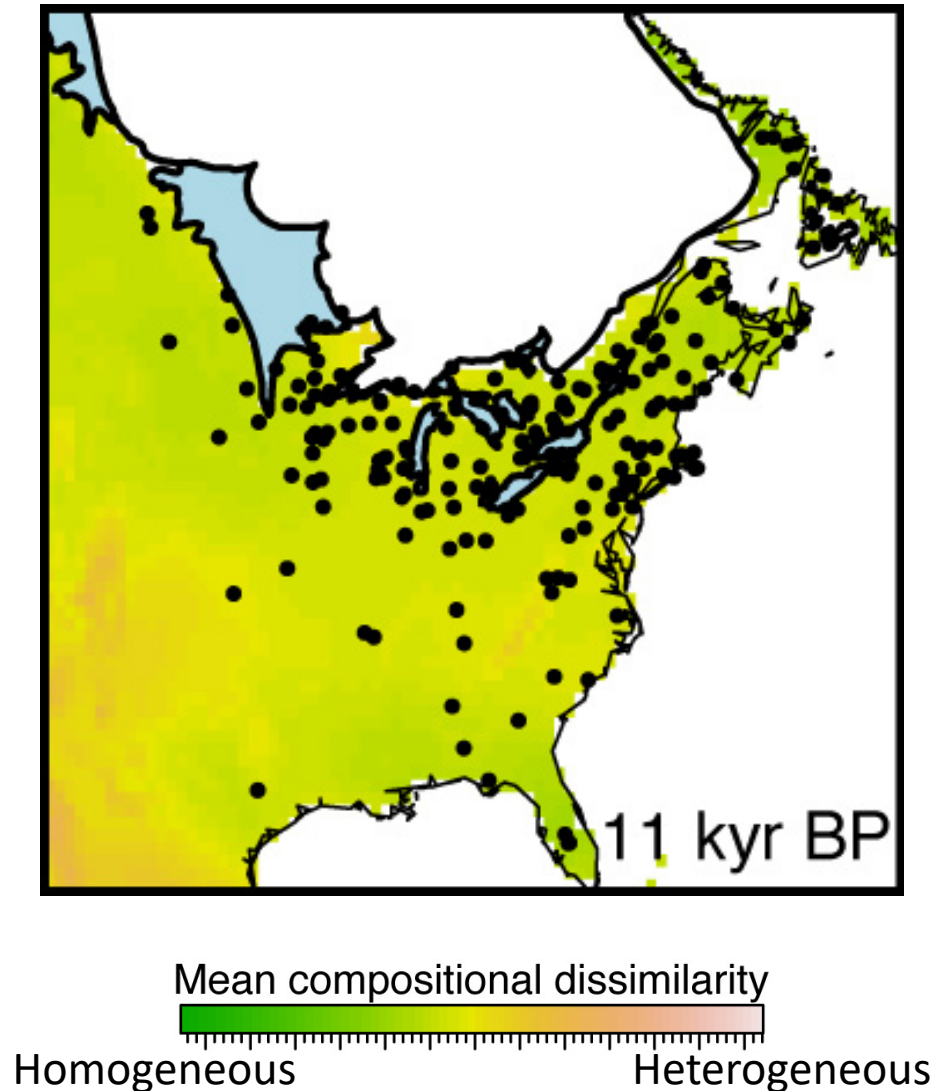 11 kyr BP
Mean compositional dissimilarity
Homogeneous Heterogeneous